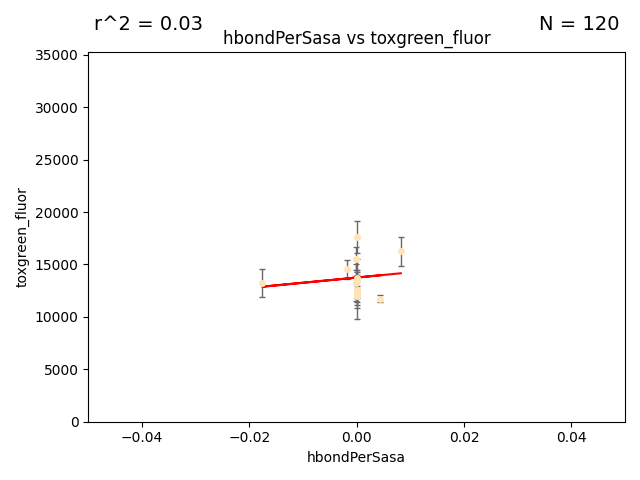 r^2 = 0.03
N = 120
hbondPerSasa vs toxgreen_fluor
35000
30000
25000
20000
15000
10000
5000
0
toxgreen_fluor
−0.04
−0.02
0.00
0.02
0.04
hbondPerSasa